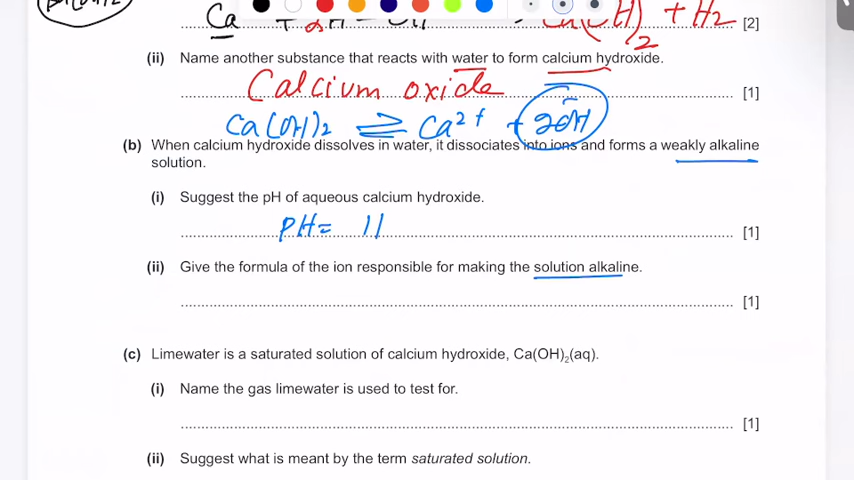 Ca + 2H - OH → Ca(OH)2 + H2 [2]
(ii) Name another substance that reacts with water to form calcium hydroxide.
Calcium oxide [1]
Ca(OH)2 ⇌ Ca2+ + 2OH-
(b) When calcium hydroxide dissolves in water, it dissociates into ions and forms a weakly alkaline
solution.
(i) Suggest the pH of aqueous calcium hydroxide.
PH= 11 [1]
(ii) Give the formula of the ion responsible for making the solution alkaline.
[1]
(c) Limewater is a saturated solution of calcium hydroxide, Ca(OH)2(aq).
(i) Name the gas limewater is used to test for.
[1]
(ii) Suggest what is meant by the term saturated solution.